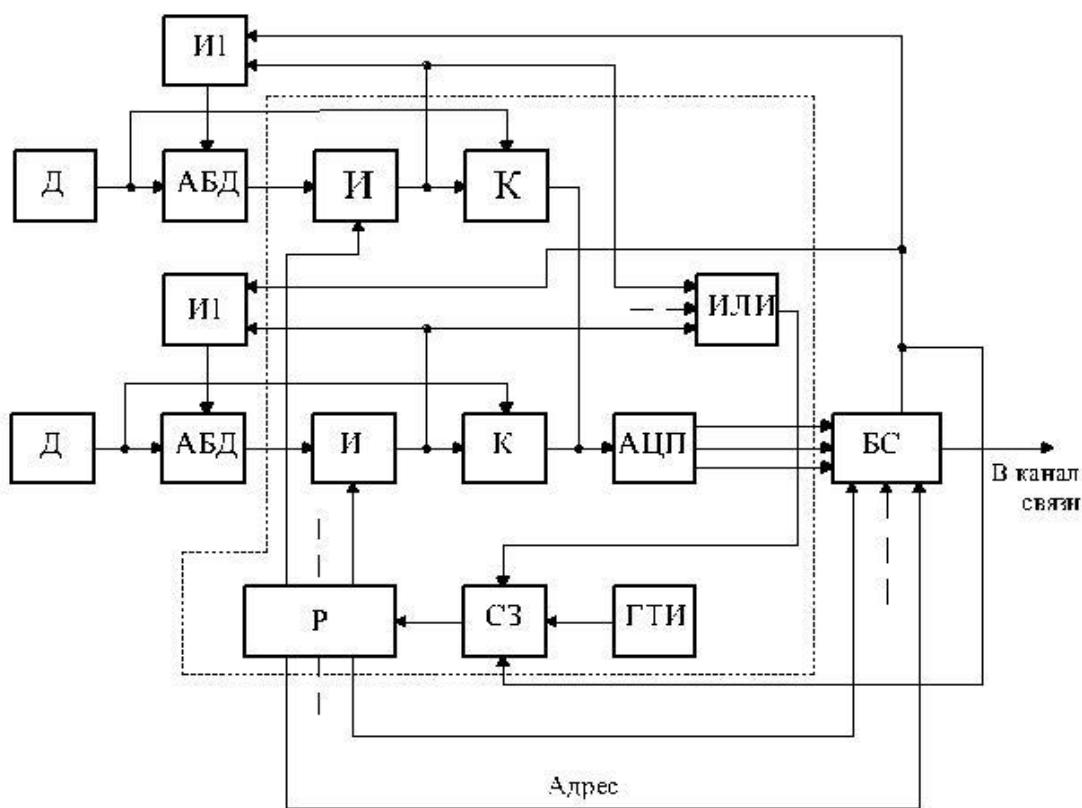 И1
Д
АБД
И
К
И1
ИЛИ
Д
АБД
И
К
АЦП
БС
В канал
связи
Р
СЗ
ГТИ
Адрес